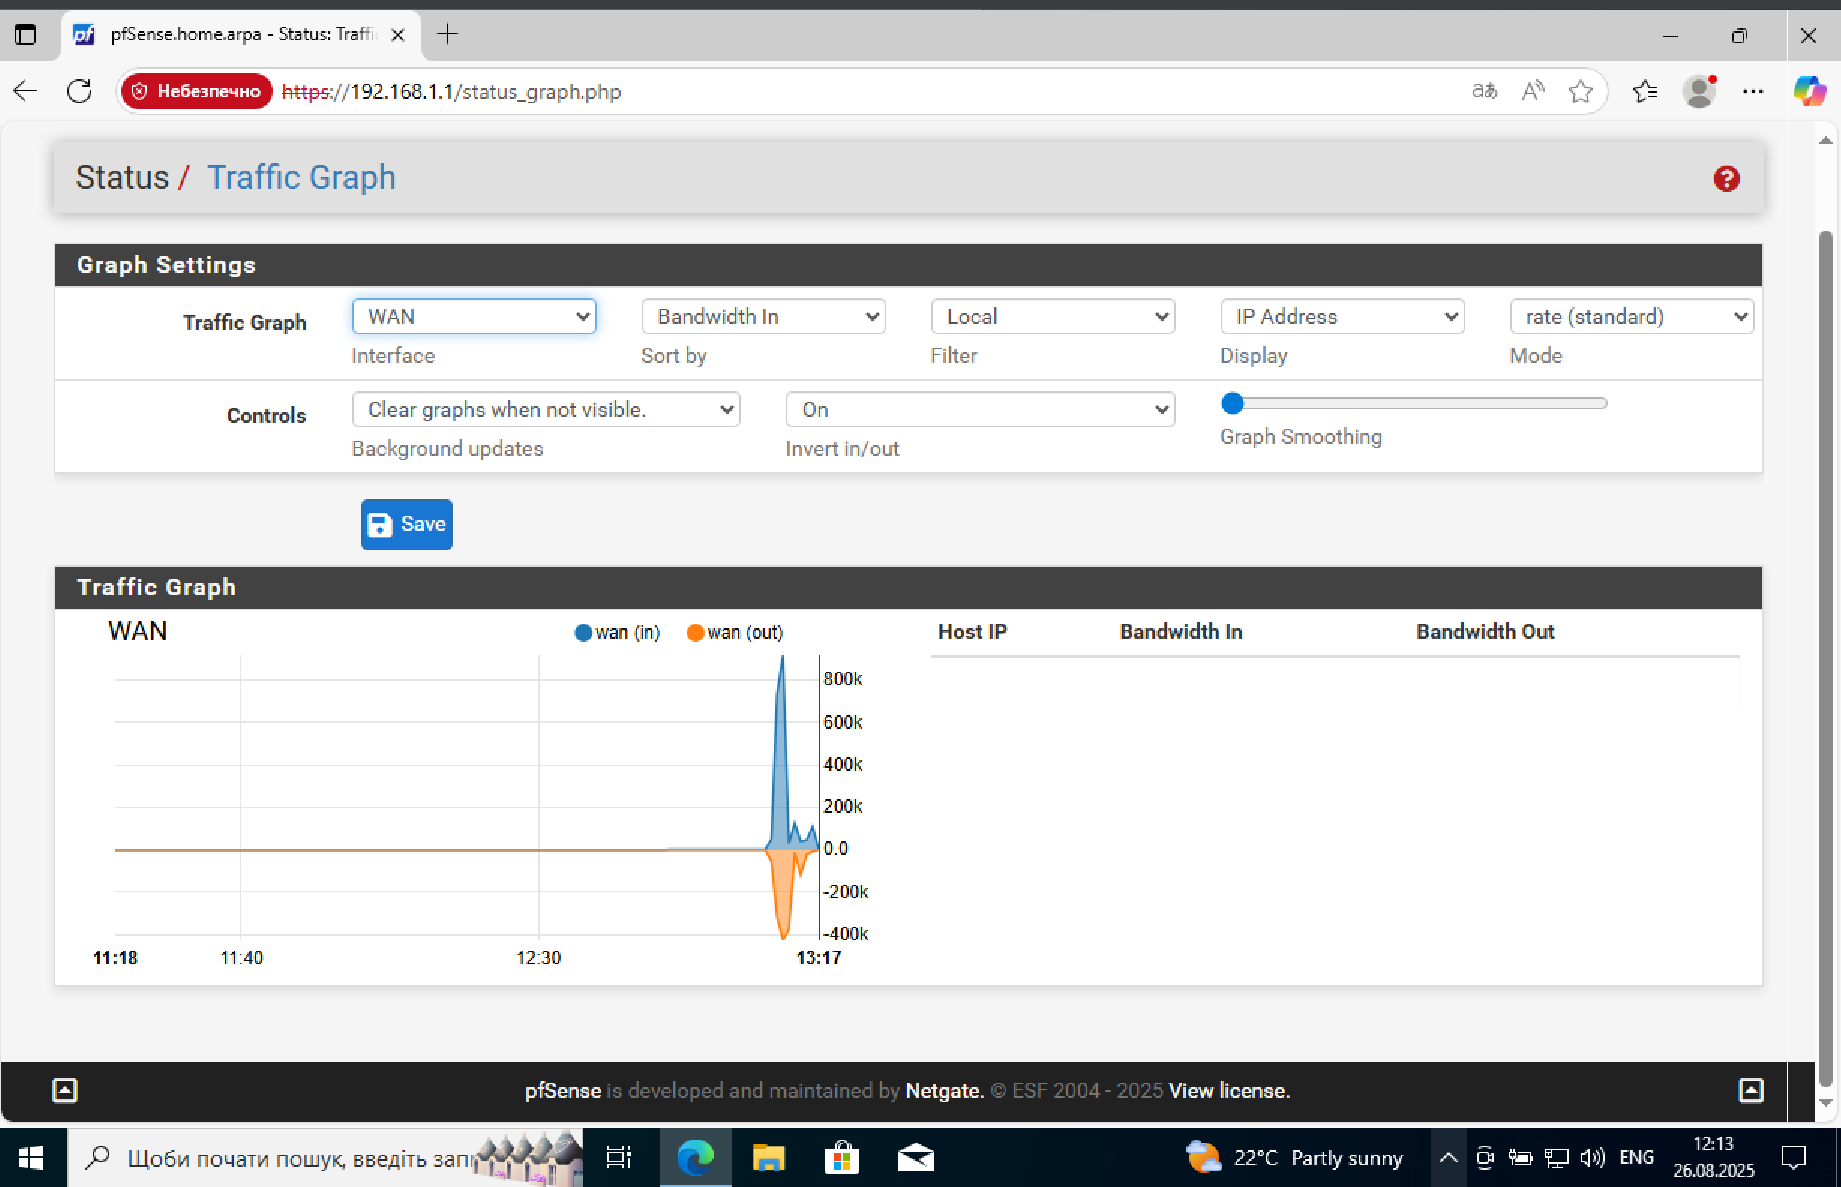 pfSense.home.arpa - Status: Traffi
Небезпечно https://192.168.1.1/status_graph.php
Status / Traffic Graph
Graph Settings
Traffic Graph WAN Bandwidth In Local IP Address rate (standard)
Interface Sort by Filter Display Mode
Controls Clear graphs when not visible. On
Background updates Invert in/out Graph Smoothing
Save
Traffic Graph
WAN wan (in) wan (out) Host IP Bandwidth In Bandwidth Out
800k
600k
400k
200k
0.0
-200k
-400k
11:18 11:40 12:30 13:17
pfSense is developed and maintained by Netgate. © ESF 2004 - 2025 View license.
Щоби почати пошук, введіть зап 22°C Partly sunny ENG 12:13
26.08.2025